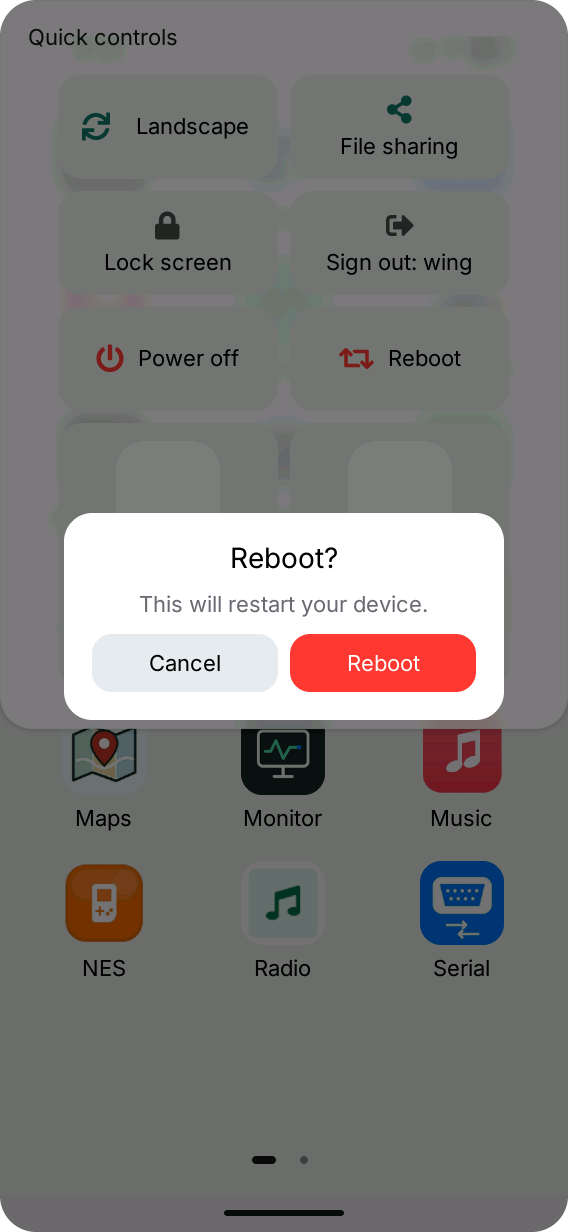 Quick controls
Landscape
File sharing
Lock screen
Sign out: wing
Power off
Reboot
Reboot?
This will restart your device.
Cancel
Reboot
Maps
Monitor
Music
NES
Radio
Serial